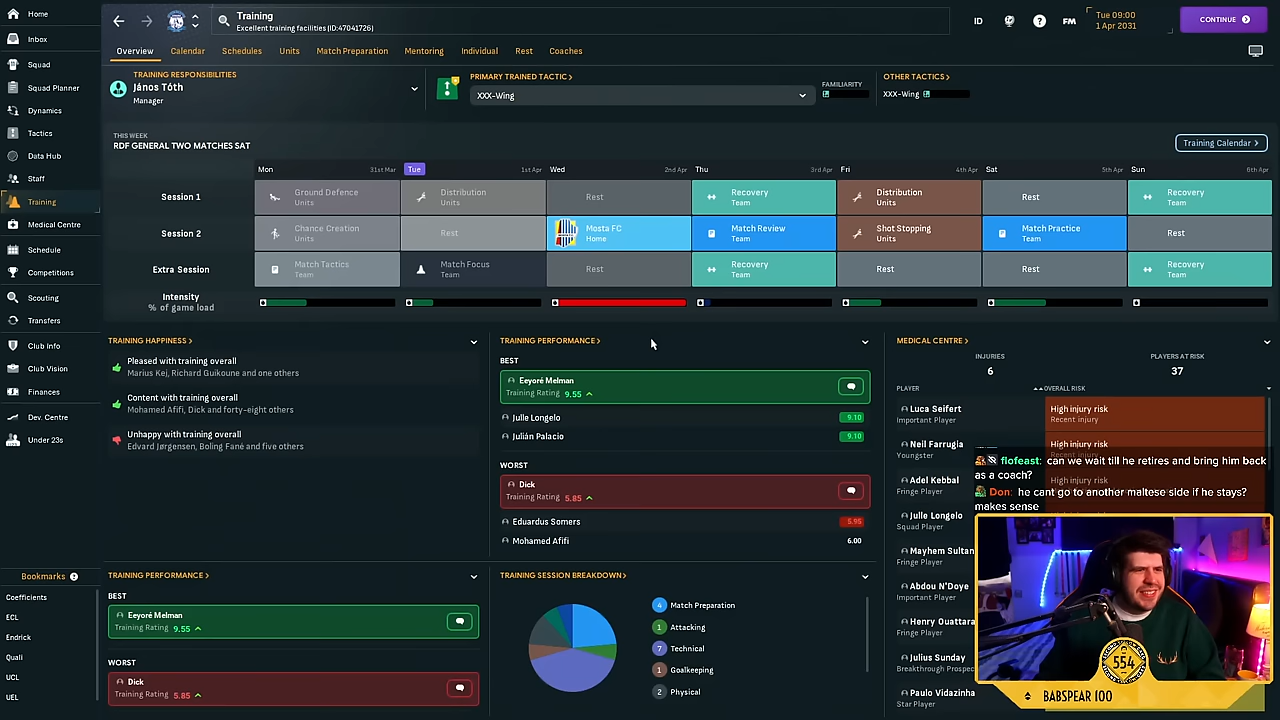 Home
Inbox
Squad
Squad Planner
Dynamics
Tactics
Data Hub
Staff
Training
Medical Centre
Schedule
Competitions
Scouting
Transfers
Club Info
Club Vision
Finances
Dev. Centre
Under 23s
Bookmarks
Coefficients
ECL
Endrick
Quali
UCL
UEL
Training
Excellent training facilities (ID:47041726)
ID
FM
Tue 09:00
1 Apr 2031
CONTINUE
Overview Calendar Schedules Units Match Preparation Mentoring Individual Rest Coaches
TRAINING RESPONSIBILITIES
János Tóth
Manager
PRIMARY TRAINED TACTIC
XXX-Wing
FAMILIARITY
OTHER TACTICS
XXX-Wing
THIS WEEK
RDF GENERAL TWO MATCHES SAT
Training Calendar
Mon 31st Mar Tue 1st Apr Wed 2nd Apr Thu 3rd Apr Fri 4th Apr Sat 5th Apr Sun 6th Apr
Session 1
Ground Defence
Units
Distribution
Units
Rest
Recovery
Team
Distribution
Units
Rest
Recovery
Team
Session 2
Chance Creation
Units
Rest
Mosta FC
Home
Match Review
Team
Shot Stopping
Units
Match Practice
Team
Rest
Extra Session
Match Tactics
Team
Match Focus
Team
Rest
Recovery
Team
Rest
Rest
Recovery
Team
Intensity
% of game load
TRAINING HAPPINESS
Pleased with training overall
Marius Kej, Richard Guikoune and one others
Content with training overall
Mohamed Afifi, Dick and forty-eight others
Unhappy with training overall
Edvard Jørgensen, Boling Fané and five others
TRAINING PERFORMANCE
BEST
Eeyoré Melman
Training Rating 9.55
Julle Longelo 9.10
Julián Palacio 9.10
WORST
Dick
Training Rating 5.85
Eduardus Somers 5.95
Mohamed Afifi 6.00
MEDICAL CENTRE
INJURIES
6
PLAYERS AT RISK
37
PLAYER
OVERALL RISK
Luca Seifert
Important Player
High injury risk
Recent injury
Neil Farrugia
Youngster
High injury risk
Adel Kebbal
Fringe Player
High injury risk
Julle Longelo
Squad Player
Mayhem Sultan
Fringe Player
Abdou N'Doye
Important Player
Henry Ouattara
Fringe Player
Julius Sunday
Breakthrough Prospec
Paulo Vidazinha
Star Player
flofeast: can we wait till he retires and bring him back
as a coach?
Don: he cant go to another maltese side if he stays?
makes sense
TRAINING PERFORMANCE
BEST
Eeyoré Melman
Training Rating 9.55
WORST
Dick
Training Rating 5.85
TRAINING SESSION BREAKDOWN
4 Match Preparation
1 Attacking
7 Technical
1 Goalkeeping
2 Physical
554
BABSPEAR 100